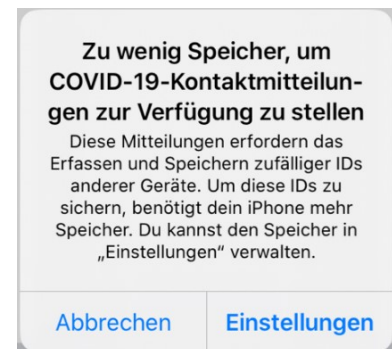 Zu wenig Speicher, um
COVID-19-Kontaktmitteilun-
gen zur Verfügung zu stellen
Diese Mitteilungen erfordern das
Erfassen und Speichern zufälliger IDs
anderer Geräte. Um diese IDs zu
sichern, benötigt dein iPhone mehr
Speicher. Du kannst den Speicher in
„Einstellungen“ verwalten.
Abbrechen
Einstellungen